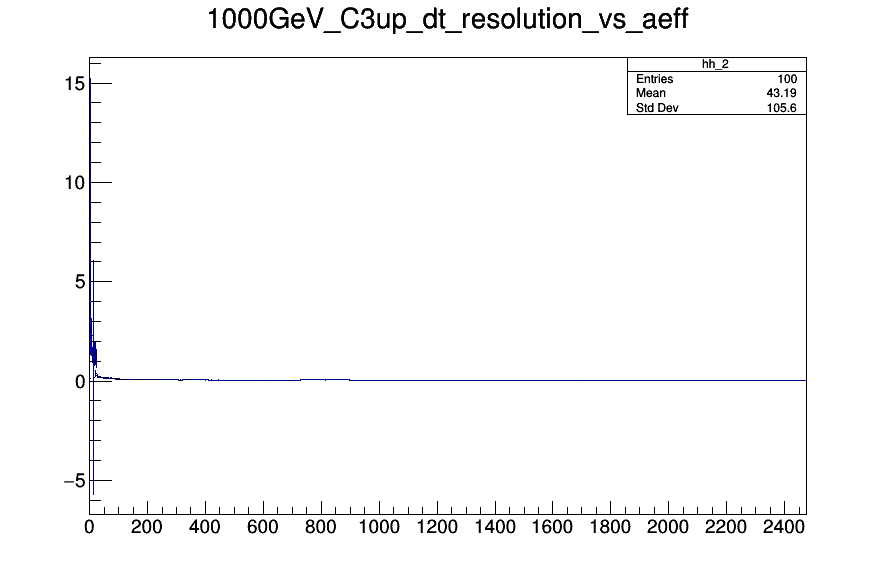 1000GeV_C3up_dt_resolution_vs_aeff
hh_2
Entries 100
Mean 43.19
Std Dev 105.6
15
10
5
0
−5
0 200 400 600 800 1000 1200 1400 1600 1800 2000 2200 2400